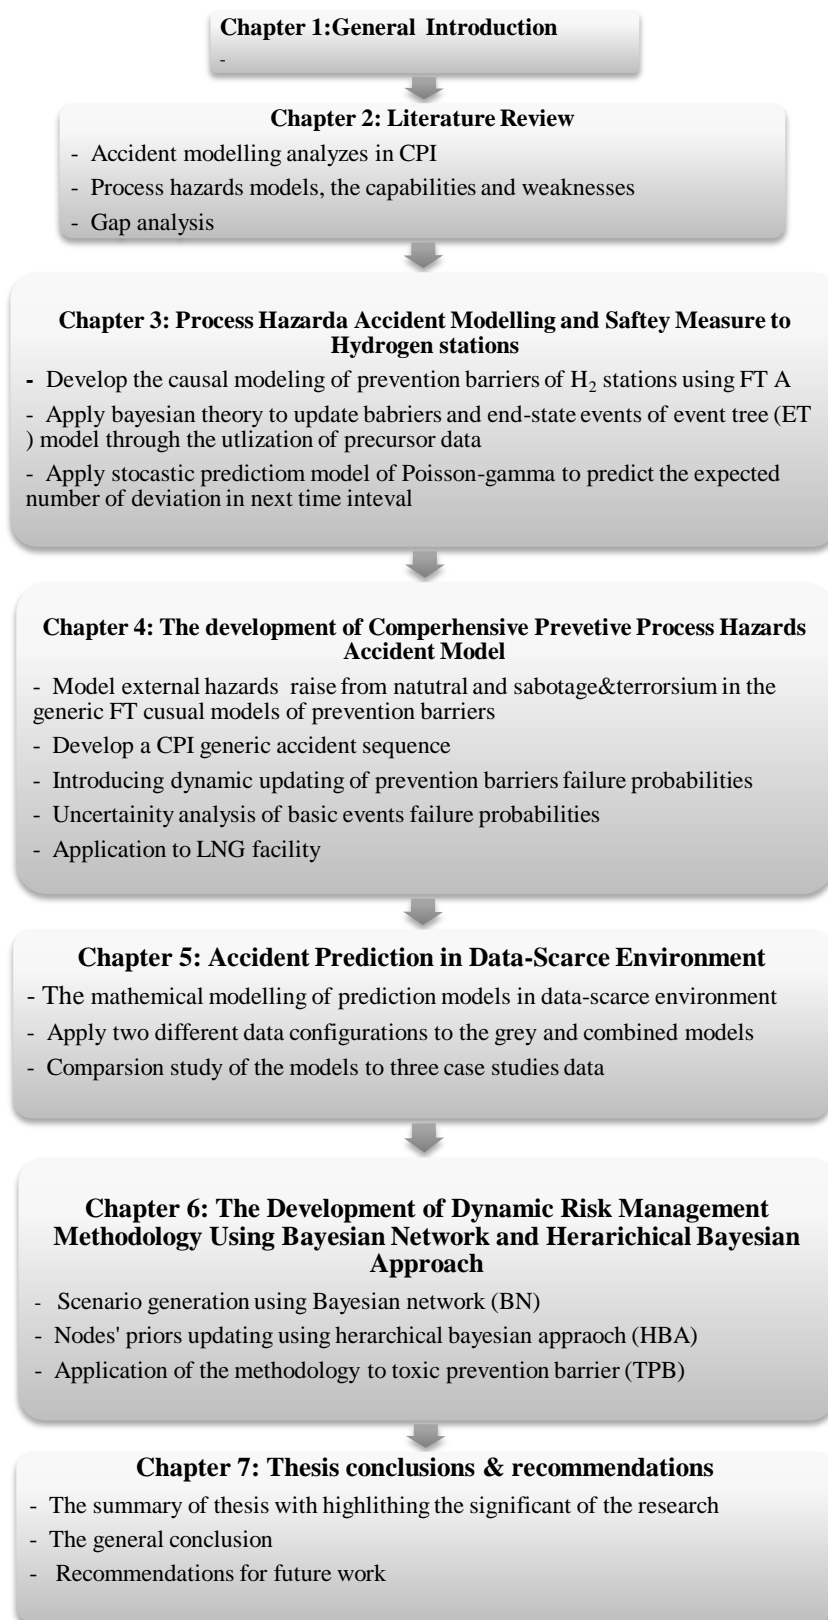 Chapter 1:General  Introduction
-
Chapter 2: Literature Review
- Accident modelling analyzes in CPI
- Process hazards models, the capabilities and weaknesses
- Gap analysis
Chapter 3: Process Hazarda Accident Modelling and Saftey Measure to
Hydrogen stations
- Develop the causal modeling of prevention barriers of H₂ stations using FT A
- Apply bayesian theory to update babriers and end-state events of event tree (ET
) model through the utlization of precursor data
- Apply stocastic predictiom model of Poisson-gamma to predict the expected
number of deviation in next time inteval
Chapter 4: The development of Comperhensive Prevetive Process Hazards
Accident Model
- Model external hazards  raise from natutral and sabotage&terrorsium in the
generic FT cusual models of prevention barriers
- Develop a CPI generic accident sequence
- Introducing dynamic updating of prevention barriers failure probabilities
- Uncertainity analysis of basic events failure probabilities
- Application to LNG facility
Chapter 5: Accident Prediction in Data-Scarce Environment
- The mathemical modelling of prediction models in data-scarce environment
- Apply two different data configurations to the grey and combined models
- Comparsion study of the models to three case studies data
Chapter 6: The Development of Dynamic Risk Management
Methodology Using Bayesian Network and Herarichical Bayesian
Approach
- Scenario generation using Bayesian network (BN)
- Nodes' priors updating using herarchical bayesian appraoch (HBA)
- Application of the methodology to toxic prevention barrier (TPB)
Chapter 7: Thesis conclusions & recommendations
- The summary of thesis with highlithing the significant of the research
- The general conclusion
- Recommendations for future work